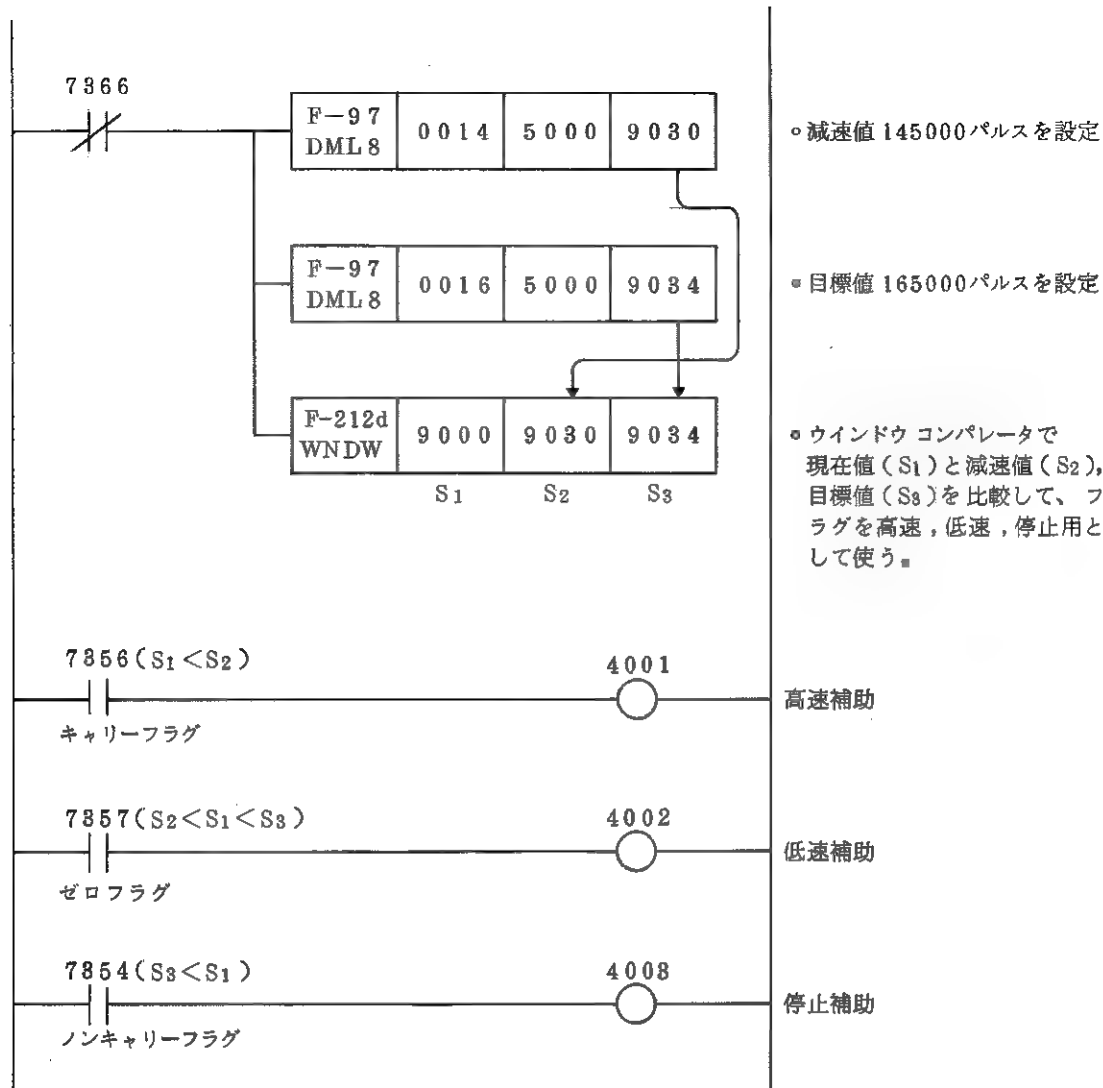 7366
F-97 DML8 0014 5000 9030
◦減速値 145000パルスを設定
F-97 DML8 0016 5000 9034
▪目標値 165000パルスを設定
F-212d WNDW 9000 9030 9034
S1 S2 S3
▪ウインドウ コンパレータで
現在値(S1)と減速値(S2),
目標値(S3)を比較して、フ
ラグを高速,低速,停止用と
して使う。
7356(S1<S2) 4001
高速補助
キャリーフラグ
7357(S2<S1<S3) 4002
低速補助
ゼロフラグ
7354(S3<S1) 4003
停止補助
ノンキャリーフラグ